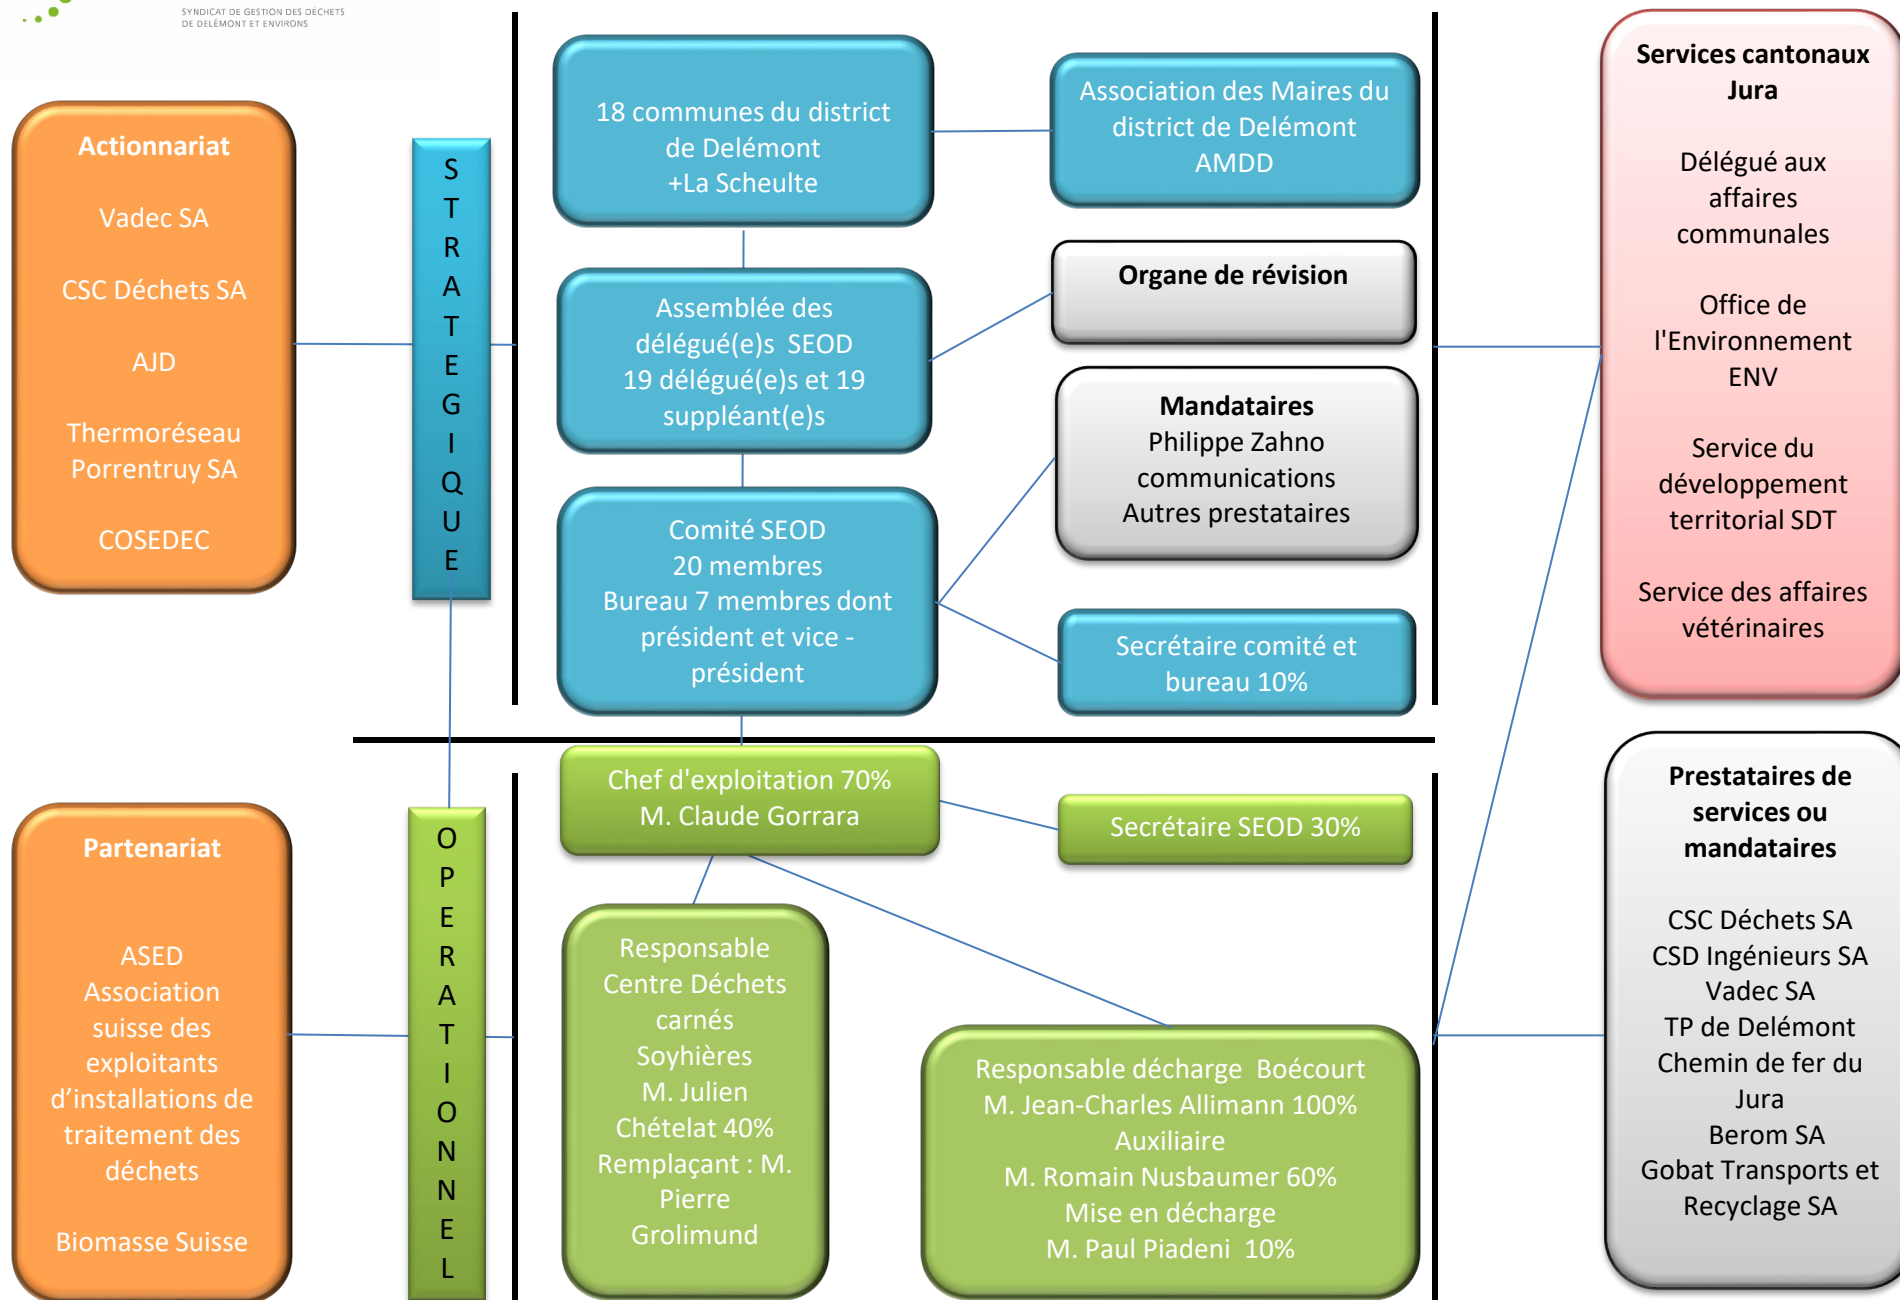 SYNDICAT DE GESTION DES DÉCHETS
DE DELÉMONT ET ENVIRONS
Actionnariat
Vadec SA
CSC Déchets SA
AJD
Thermoréseau
Porrentruy SA
COSEDEC
S
T
R
A
T
E
G
I
Q
U
E
18 communes du district
de Delémont
+La Scheulte
Association des Maires du
district de Delémont
AMDD
Assemblée des
délégué(e)s SEOD
19 délégué(e)s et 19
suppléant(e)s
Organe de révision
Mandataires
Philippe Zahno
communications
Autres prestataires
Comité SEOD
20 membres
Bureau 7 membres dont
président et vice -
président
Secrétaire comité et
bureau 10%
Services cantonaux
Jura
Délégué aux
affaires
communales
Office de
l'Environnement
ENV
Service du
développement
territorial SDT
Service des affaires
vétérinaires
Partenariat
ASED
Association
suisse des
exploitants
d’installations de
traitement des
déchets
Biomasse Suisse
O
P
E
R
A
T
I
O
N
N
E
L
Chef d'exploitation 70%
M. Claude Gorrara
Secrétaire SEOD 30%
Responsable
Centre Déchets
carnés
Soyhières
M. Julien
Chételat 40%
Remplaçant : M.
Pierre
Grolimund
Responsable décharge Boécourt
M. Jean-Charles Allimann 100%
Auxiliaire
M. Romain Nusbaumer 60%
Mise en décharge
M. Paul Piadeni 10%
Prestataires de
services ou
mandataires
CSC Déchets SA
CSD Ingénieurs SA
Vadec SA
TP de Delémont
Chemin de fer du
Jura
Berom SA
Gobat Transports et
Recyclage SA